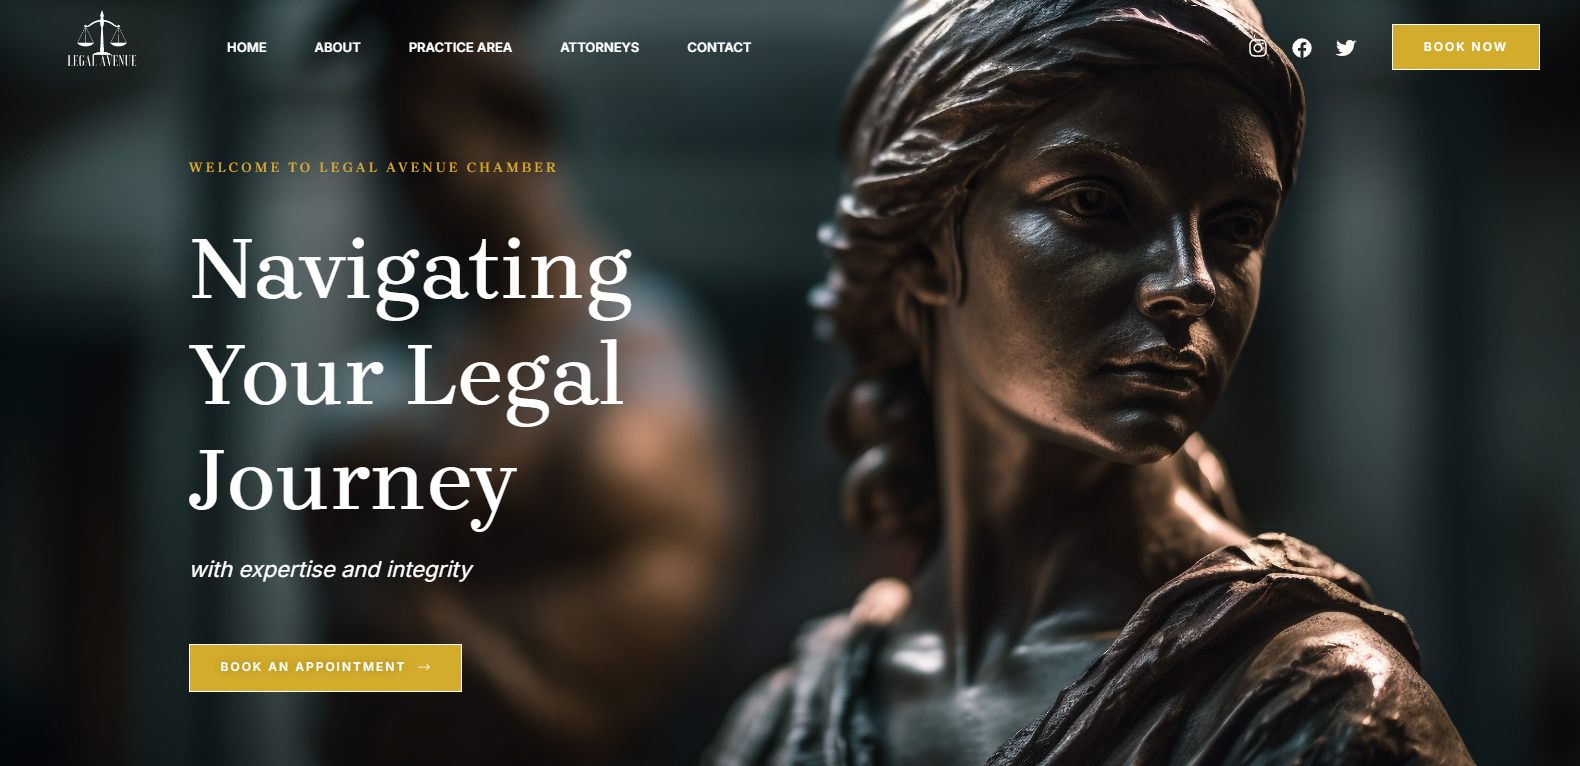 LEGAL AVENUE
HOME
ABOUT
PRACTICE AREA
ATTORNEYS
CONTACT
BOOK NOW
WELCOME TO LEGAL AVENUE CHAMBER
Navigating
Your Legal
Journey
with expertise and integrity
BOOK AN APPOINTMENT →